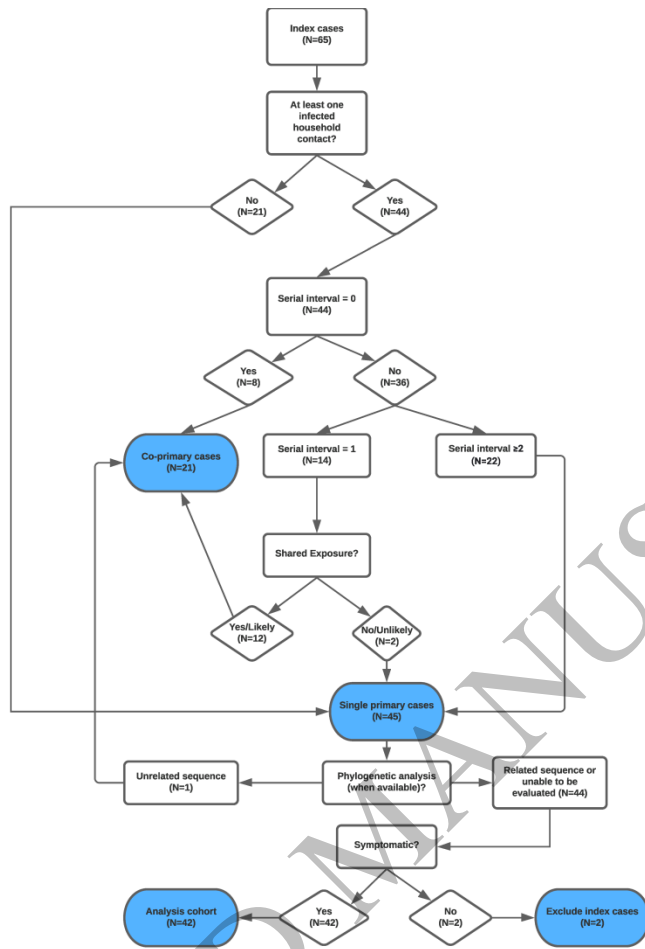 Index cases
(N=65)
At least one
infected
household
contact?
No
(N=21)
Yes
(N=44)
Serial interval = 0
(N=44)
Yes
(N=8)
No
(N=36)
Co-primary cases
(N=21)
Serial interval = 1
(N=14)
Serial interval ≥2
(N=22)
Shared Exposure?
Yes/Likely
(N=12)
No/Unlikely
(N=2)
Single primary cases
(N=45)
Unrelated sequence
(N=1)
Phylogenetic analysis
(when available)?
Related sequence or
unable to be
evaluated (N=44)
Symptomatic?
Analysis cohort
(N=42)
Yes
(N=42)
No
(N=2)
Exclude index cases
(N=2)
D MANUS